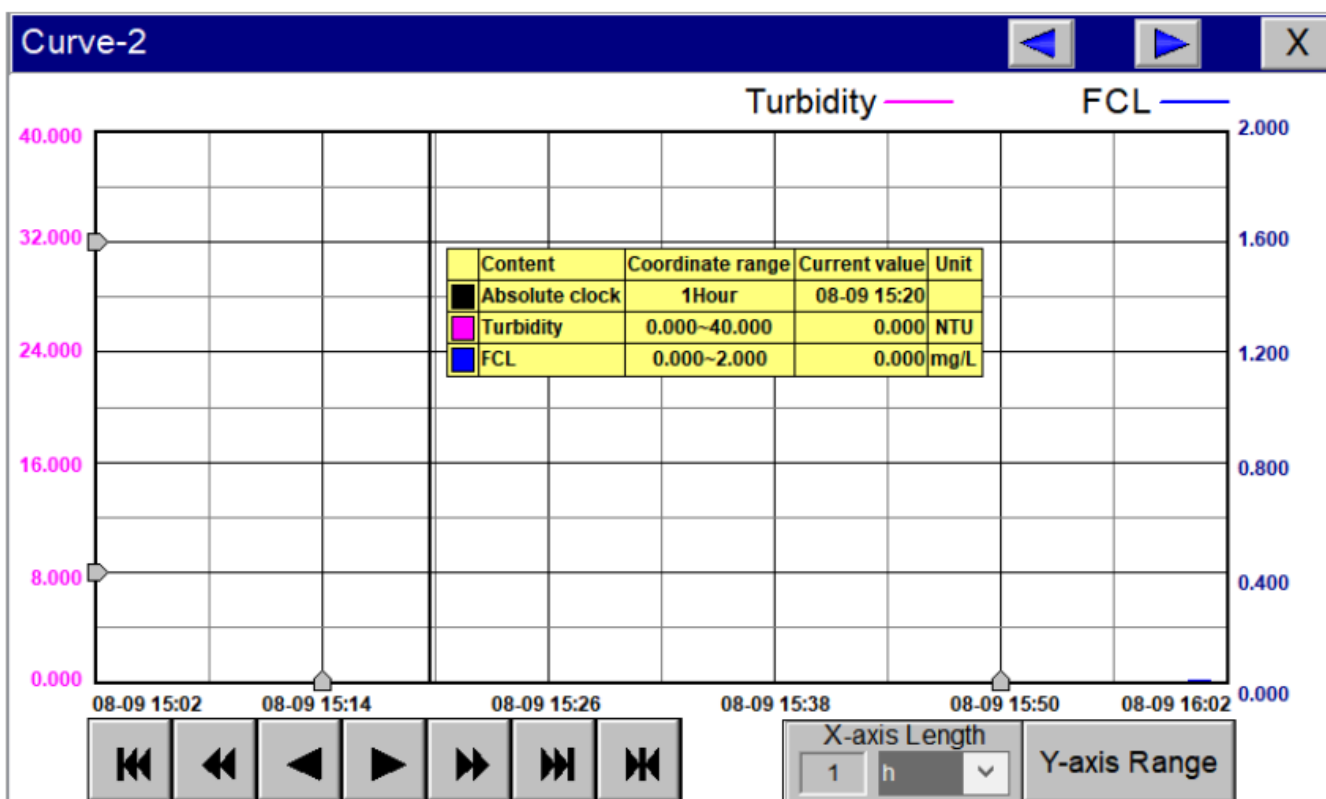 Curve-2
X
Turbidity FCL
40.000 2.000
32.000 1.600
Content Coordinate range Current value Unit
Absolute clock 1Hour 08-09 15:20
Turbidity 0.000~40.000 0.000 NTU
FCL 0.000~2.000 0.000 mg/L
24.000 1.200
16.000 0.800
8.000 0.400
0.000 0.000
08-09 15:02 08-09 15:14 08-09 15:26 08-09 15:38 08-09 15:50 08-09 16:02
X-axis Length
1 h
Y-axis Range